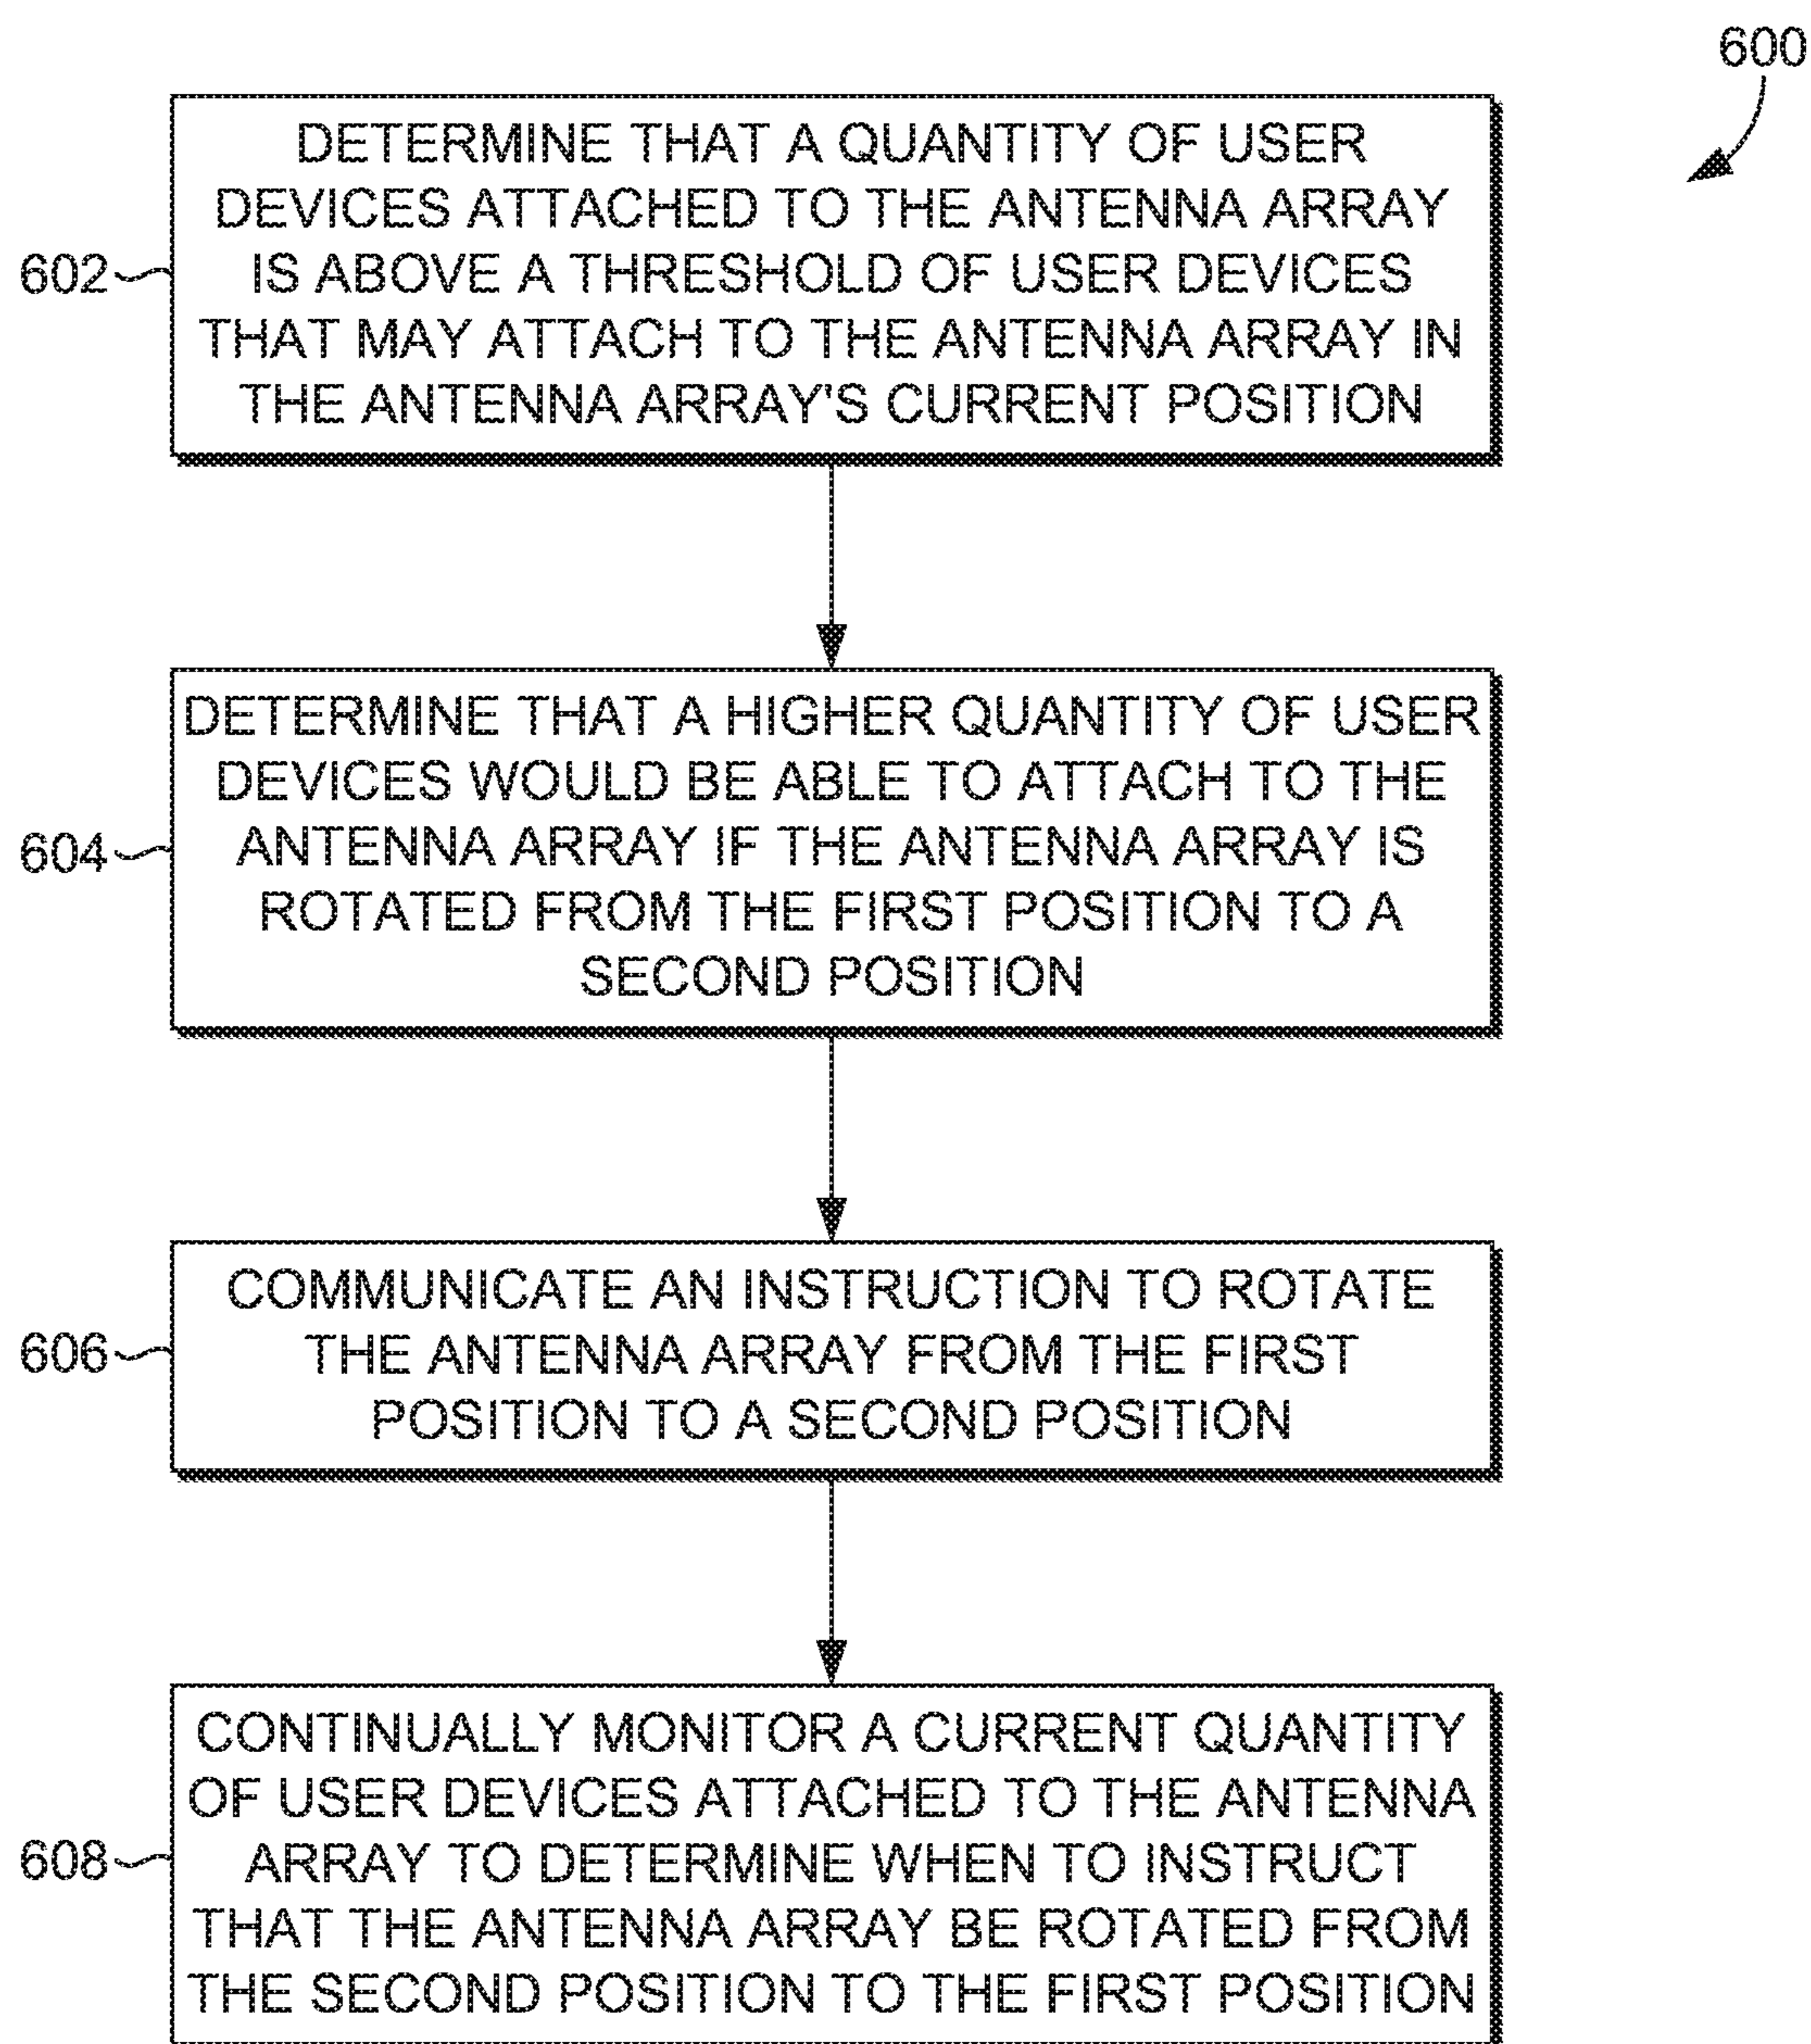 600
DETERMINE THAT A QUANTITY OF USER
DEVICES ATTACHED TO THE ANTENNA ARRAY
IS ABOVE A THRESHOLD OF USER DEVICES
THAT MAY ATTACH TO THE ANTENNA ARRAY IN
THE ANTENNA ARRAY'S CURRENT POSITION
602
DETERMINE THAT A HIGHER QUANTITY OF USER
DEVICES WOULD BE ABLE TO ATTACH TO THE
ANTENNA ARRAY IF THE ANTENNA ARRAY IS
ROTATED FROM THE FIRST POSITION TO A
SECOND POSITION
604
COMMUNICATE AN INSTRUCTION TO ROTATE
THE ANTENNA ARRAY FROM THE FIRST
POSITION TO A SECOND POSITION
606
CONTINUALLY MONITOR A CURRENT QUANTITY
OF USER DEVICES ATTACHED TO THE ANTENNA
ARRAY TO DETERMINE WHEN TO INSTRUCT
THAT THE ANTENNA ARRAY BE ROTATED FROM
THE SECOND POSITION TO THE FIRST POSITION
608